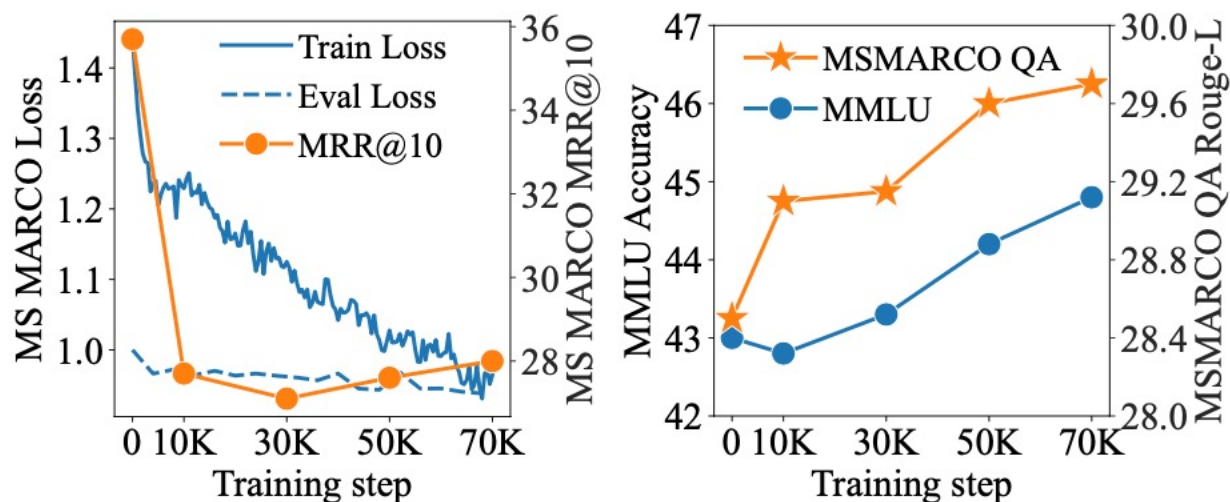 MS MARCO Loss
1.4
1.3
1.2
1.1
1.0
Train Loss
Eval Loss
MRR@10
36
34
32
30
28
MS MARCO MRR@10
0 10K 30K 50K 70K
Training step
MMLU Accuracy
47
46
45
44
43
42
MSMARCO QA
MMLU
30.0
29.6
29.2
28.8
28.4
28.0
MSMARCO QA Rouge-L
0 10K 30K 50K 70K
Training step